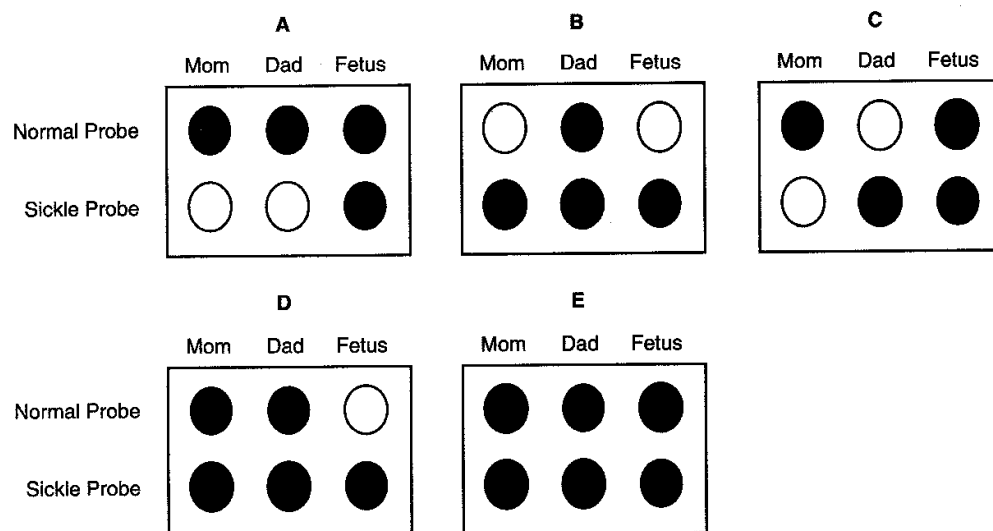 A B C
Mom Dad Fetus Mom Dad Fetus Mom Dad Fetus
Normal Probe
Sickle Probe
D E
Mom Dad Fetus Mom Dad Fetus
Normal Probe
Sickle Probe